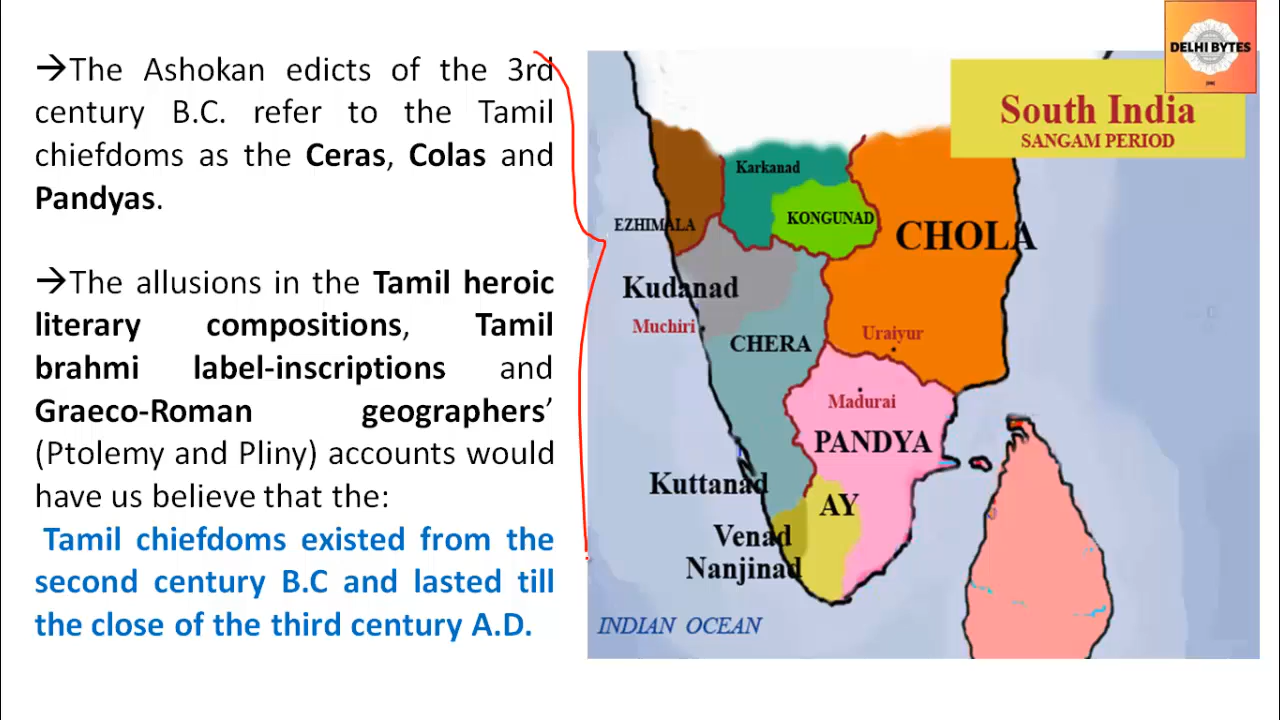 →The Ashokan edicts of the 3rd
century B.C. refer to the Tamil
chiefdoms as the Ceras, Colas and
Pandyas.
→The allusions in the Tamil heroic
literary compositions, Tamil
brahmi label-inscriptions and
Graeco-Roman geographers’
(Ptolemy and Pliny) accounts would
have us believe that the:
Tamil chiefdoms existed from the
second century B.C and lasted till
the close of the third century A.D.
DELHI BYTES
South India
SANGAM PERIOD
Karkanad
EZHIMALA
KONGUNAD
CHOLA
Kudanad
Muchiri
CHERA
Uraiyur
Madurai
PANDYA
Kuttanad
AY
Venad
Nanjinad
INDIAN OCEAN